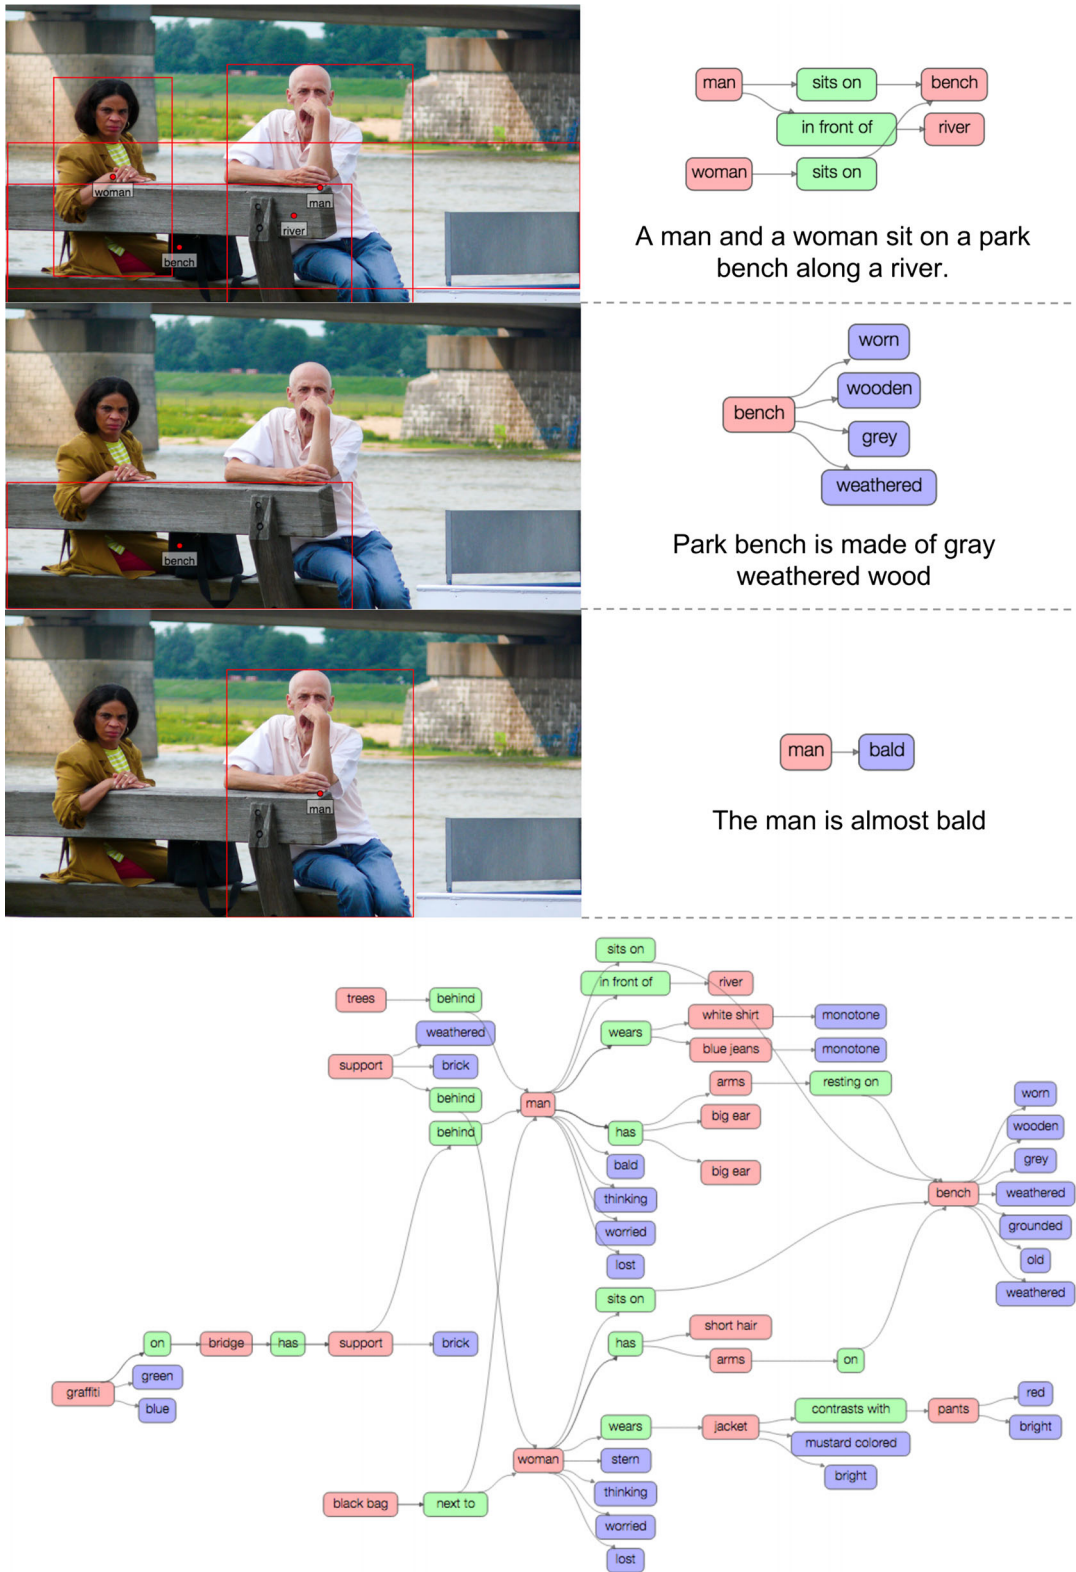 man
sits on
bench
in front of
river
woman
sits on
woman
man
river
bench
A man and a woman sit on a park
bench along a river.
worn
wooden
bench
grey
weathered
bench
Park bench is made of gray
weathered wood
man
bald
man
The man is almost bald
sits on
in front of
river
trees
behind
white shirt
monotone
weathered
wears
support
brick
blue jeans
monotone
behind
arms
resting on
man
worn
behind
has
big ear
wooden
bald
grey
big ear
thinking
bench
weathered
worried
grounded
lost
old
sits on
weathered
short hair
on
bridge
has
support
brick
has
arms
on
graffiti
green
blue
contrasts with
pants
red
wears
jacket
bright
woman
stern
mustard colored
thinking
bright
black bag
next to
worried
lost